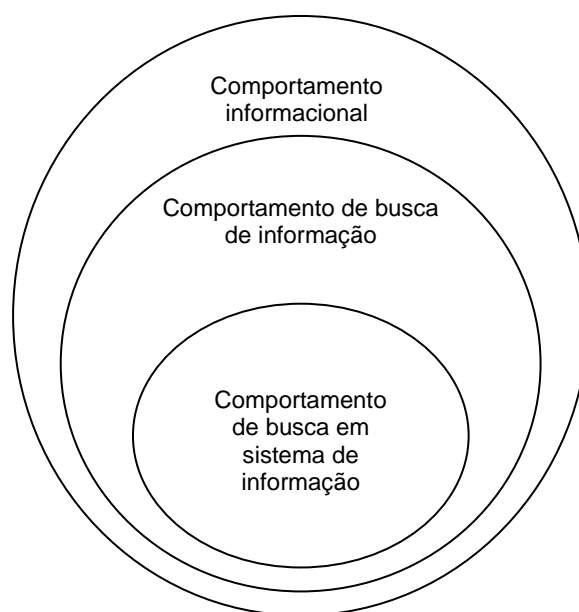 Comportamento
informacional
Comportamento de busca
de informação
Comportamento
de busca em
sistema de
informação